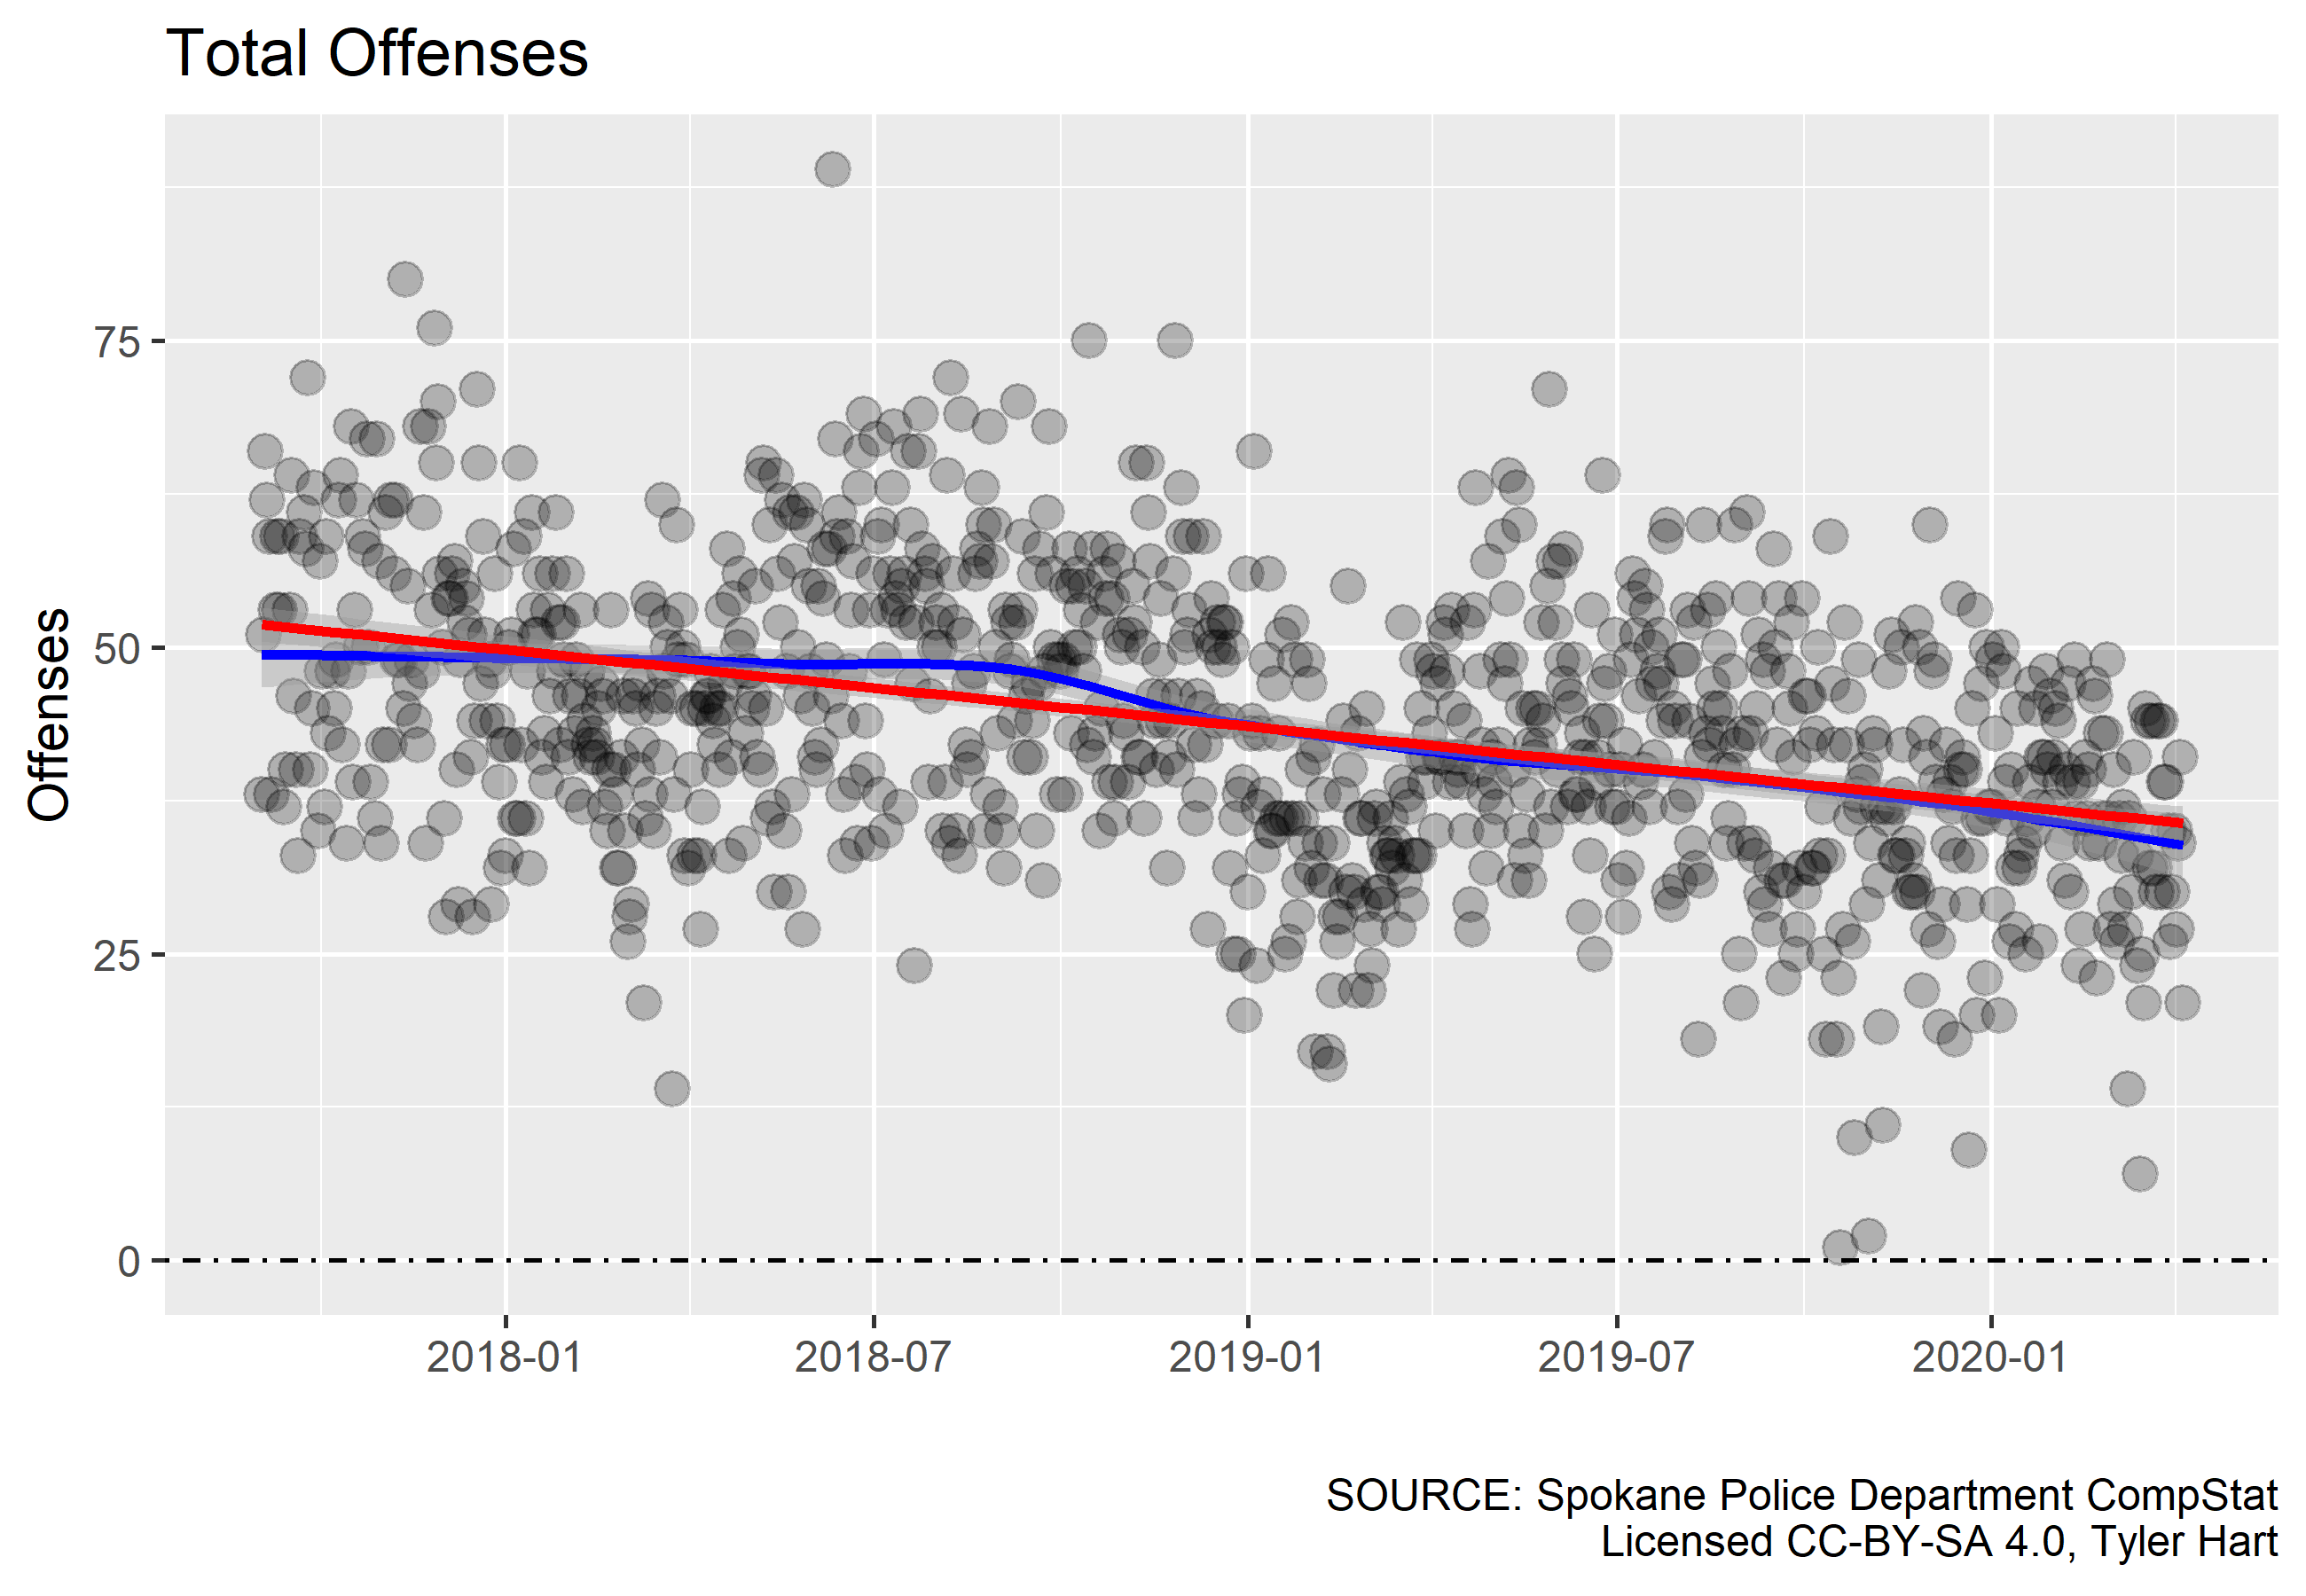 Total Offenses
Offenses
75
50
25
0
2018-01
2018-07
2019-01
2019-07
2020-01
SOURCE: Spokane Police Department CompStat
Licensed CC-BY-SA 4.0, Tyler Hart